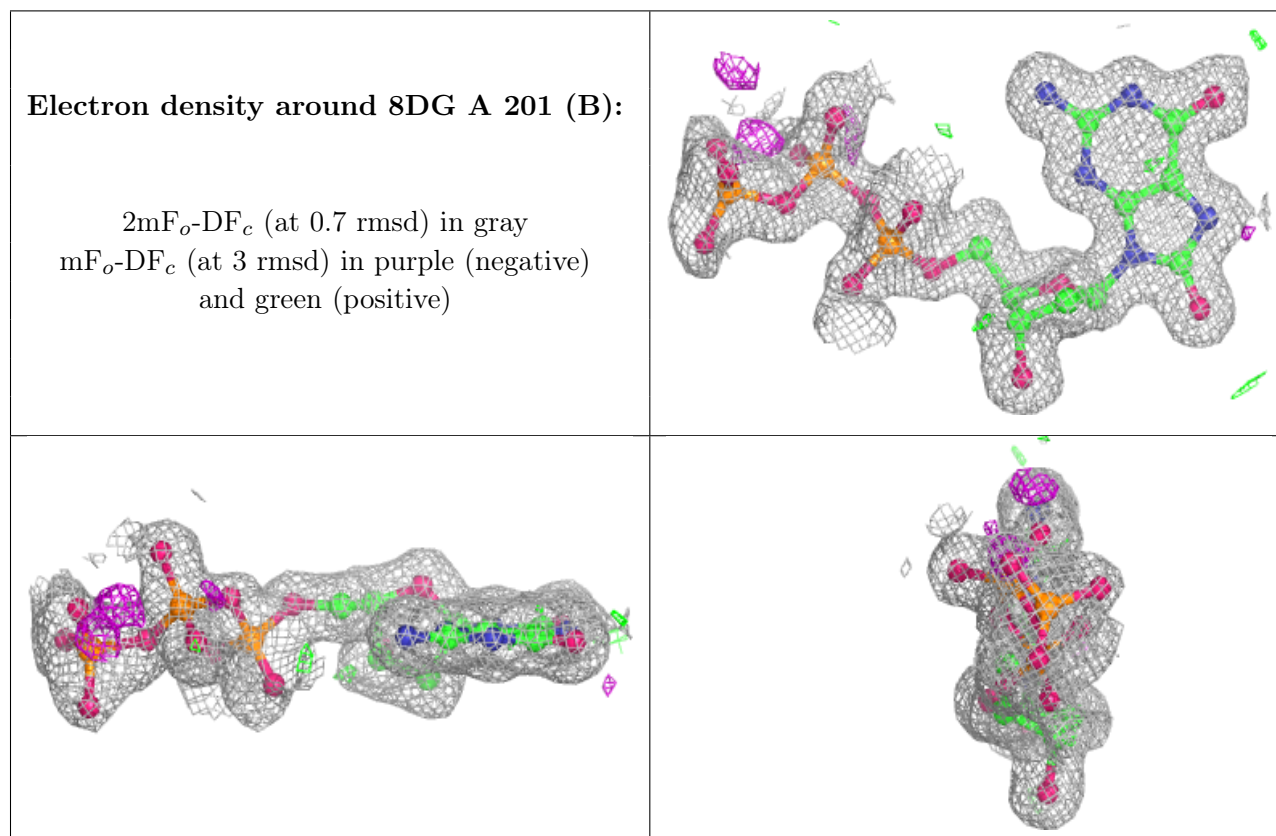 Electron density around 8DG A 201 (B):
2mFo-DFc (at 0.7 rmsd) in gray
mFo-DFc (at 3 rmsd) in purple (negative)
and green (positive)